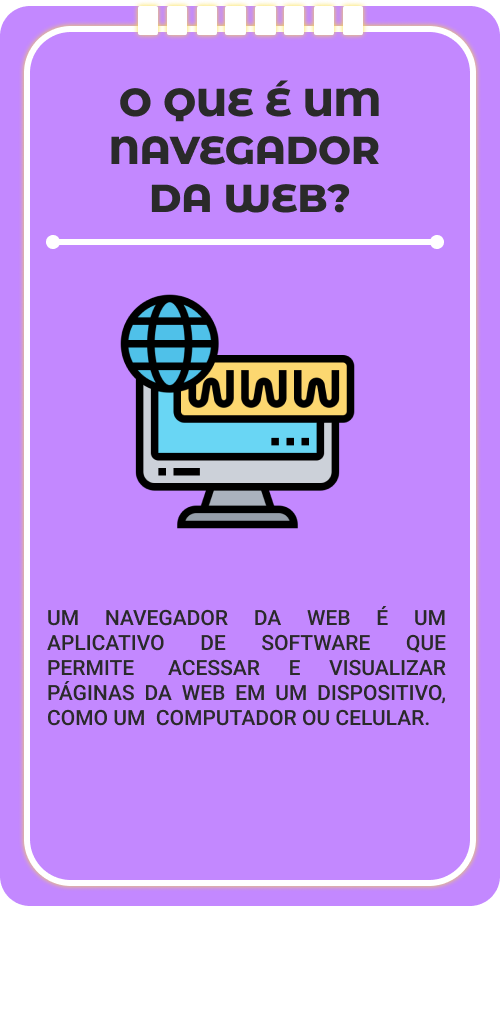 O QUE É UM
NAVEGADOR
DA WEB?
WWW
UM NAVEGADOR DA WEB É UM
APLICATIVO DE SOFTWARE QUE
PERMITE ACESSAR E VISUALIZAR
PÁGINAS DA WEB EM UM DISPOSITIVO,
COMO UM COMPUTADOR OU CELULAR.